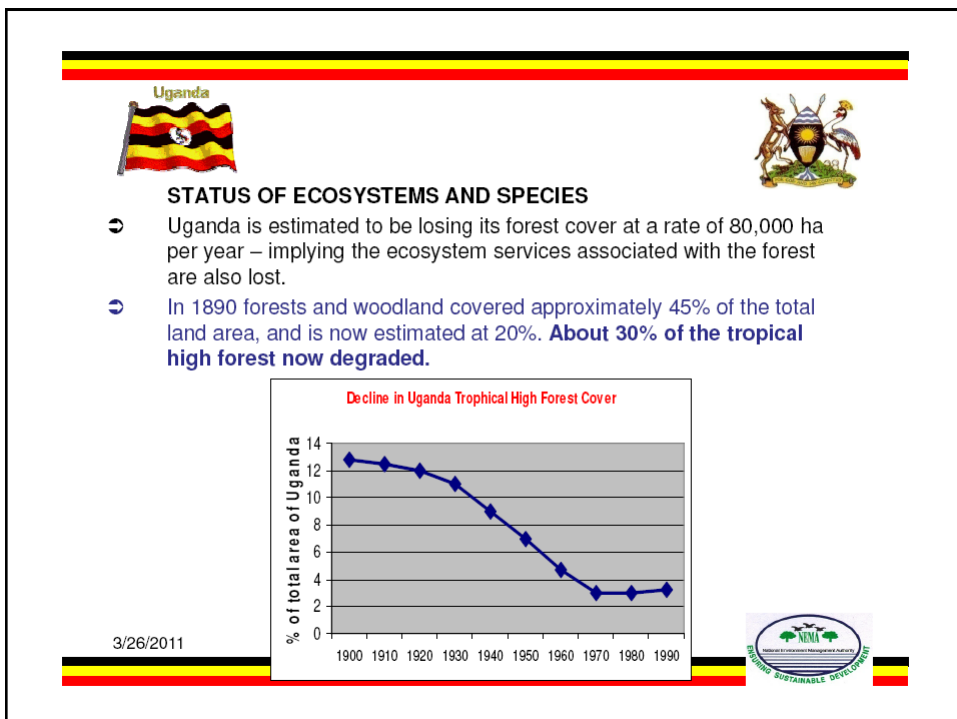 Uganda
STATUS OF ECOSYSTEMS AND SPECIES
Uganda is estimated to be losing its forest cover at a rate of 80,000 ha
per year – implying the ecosystem services associated with the forest
are also lost.
In 1890 forests and woodland covered approximately 45% of the total
land area, and is now estimated at 20%. About 30% of the tropical
high forest now degraded.
Decline in Uganda Trophical High Forest Cover
% of total area of Uganda
14
12
10
8
6
4
2
0
1900 1910 1920 1930 1940 1950 1960 1970 1980 1990
3/26/2011
NEMA
National Environment Management Authority
ENSURING SUSTAINABLE DEVELOPMENT